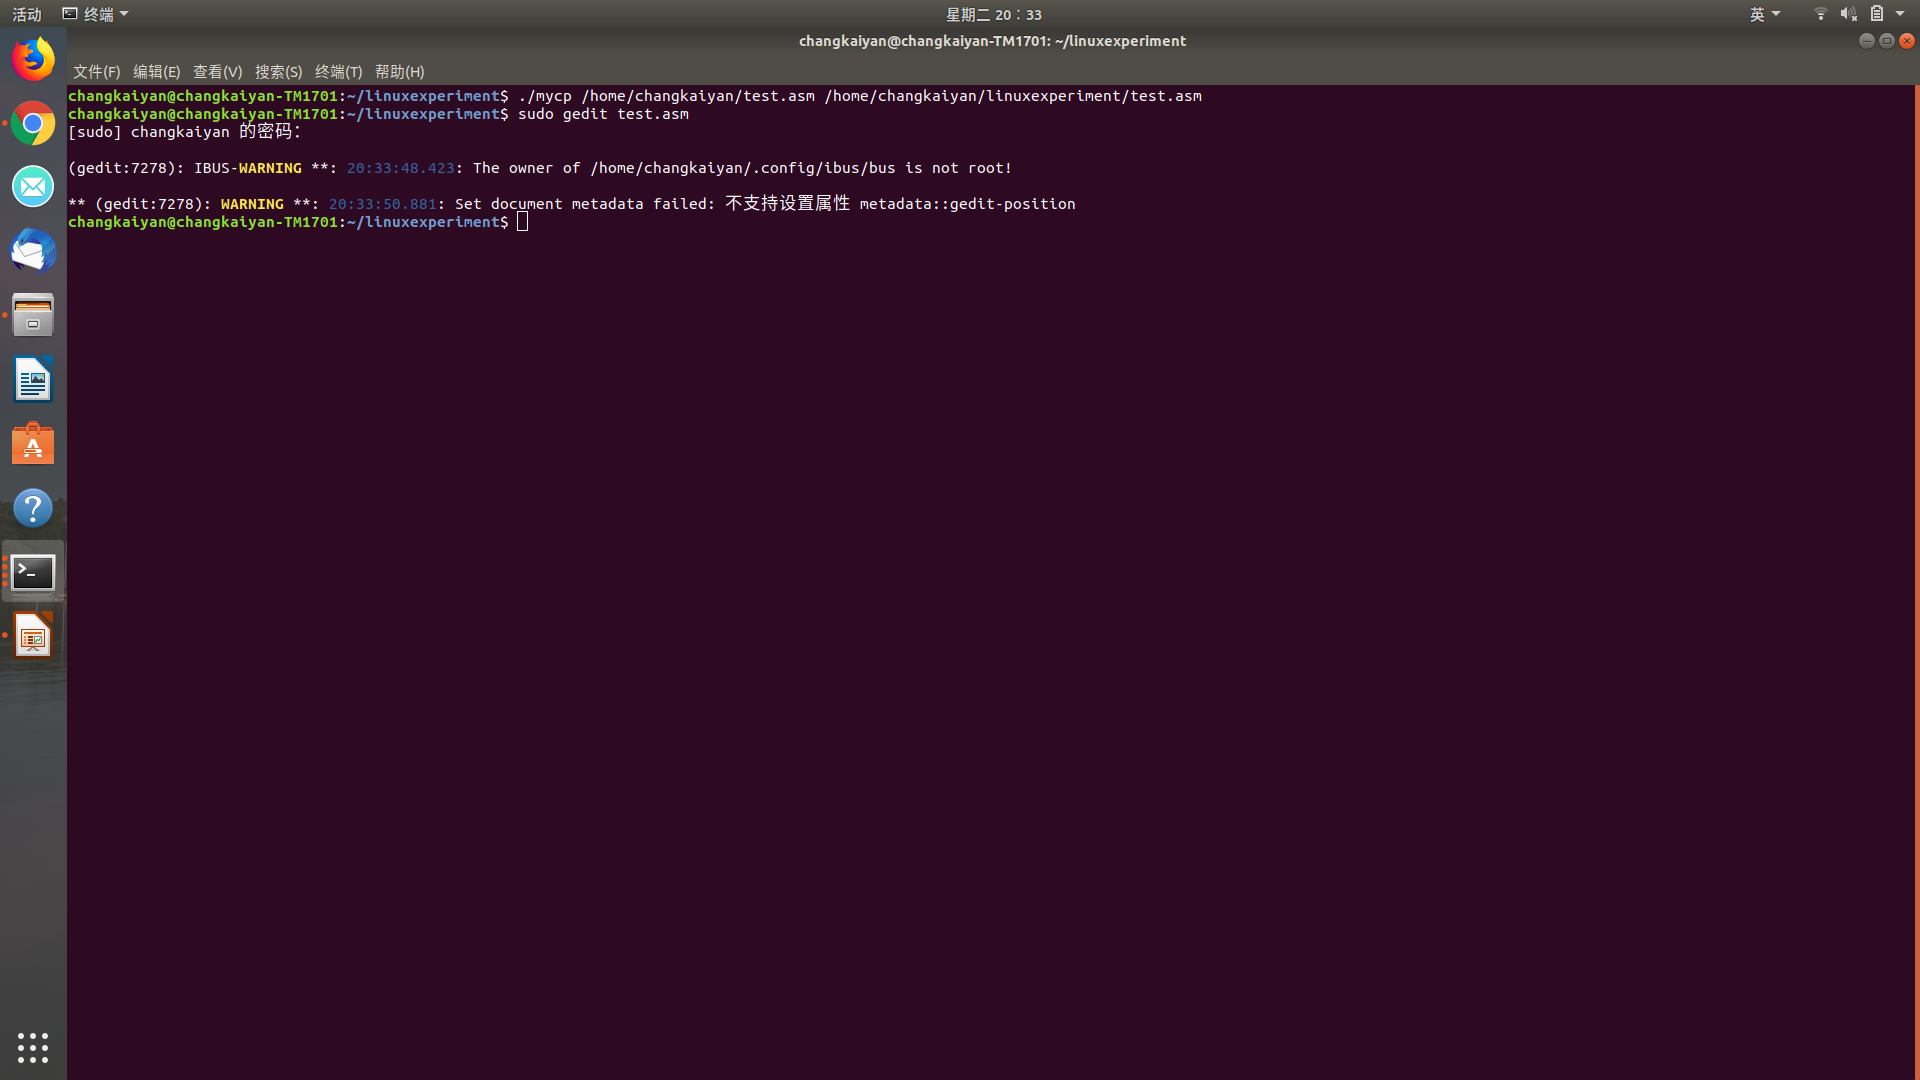 活动 终端 星期二 20：33 英
changkaiyan@changkaiyan-TM1701: ~/linuxexperiment
文件(F) 编辑(E) 查看(V) 搜索(S) 终端(T) 帮助(H)
changkaiyan@changkaiyan-TM1701:~/linuxexperiment$ ./mycp /home/changkaiyan/test.asm /home/changkaiyan/linuxexperiment/test.asm
changkaiyan@changkaiyan-TM1701:~/linuxexperiment$ sudo gedit test.asm
[sudo] changkaiyan 的密码：
(gedit:7278): IBUS-WARNING **: 20:33:48.423: The owner of /home/changkaiyan/.config/ibus/bus is not root!
** (gedit:7278): WARNING **: 20:33:50.881: Set document metadata failed: 不支持设置属性 metadata::gedit-position
changkaiyan@changkaiyan-TM1701:~/linuxexperiment$